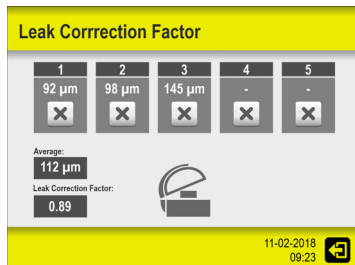 Leak Corrrection Factor
1 2 3 4 5
92 µm 98 µm 145 µm - -
Average:
112 µm
Leak Correction Factor:
0.89
11-02-2018
09:23